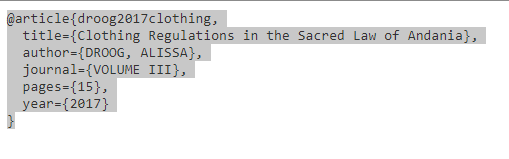 @article{droog2017clothing,
  title={Clothing Regulations in the Sacred Law of Andania},
  author={DROOG, ALISSA},
  journal={VOLUME III},
  pages={15},
  year={2017}
}